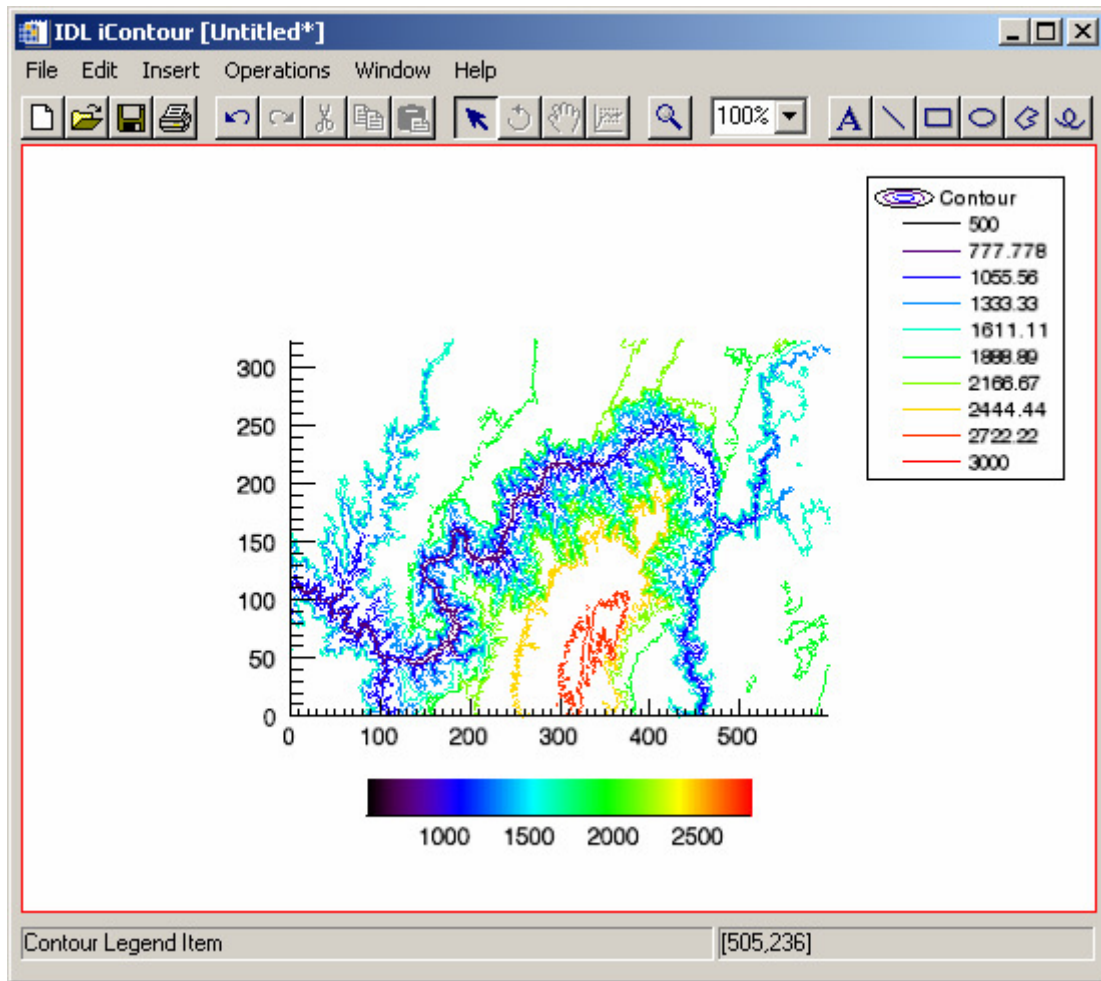 IDL iContour [Untitled*]
File Edit Insert Operations Window Help
100%
A
Contour
500
777.778
1055.56
1333.33
1611.11
1888.89
2166.67
2444.44
2722.22
3000
300
250
200
150
100
50
0
0 100 200 300 400 500
1000 1500 2000 2500
Contour Legend Item [505,236]